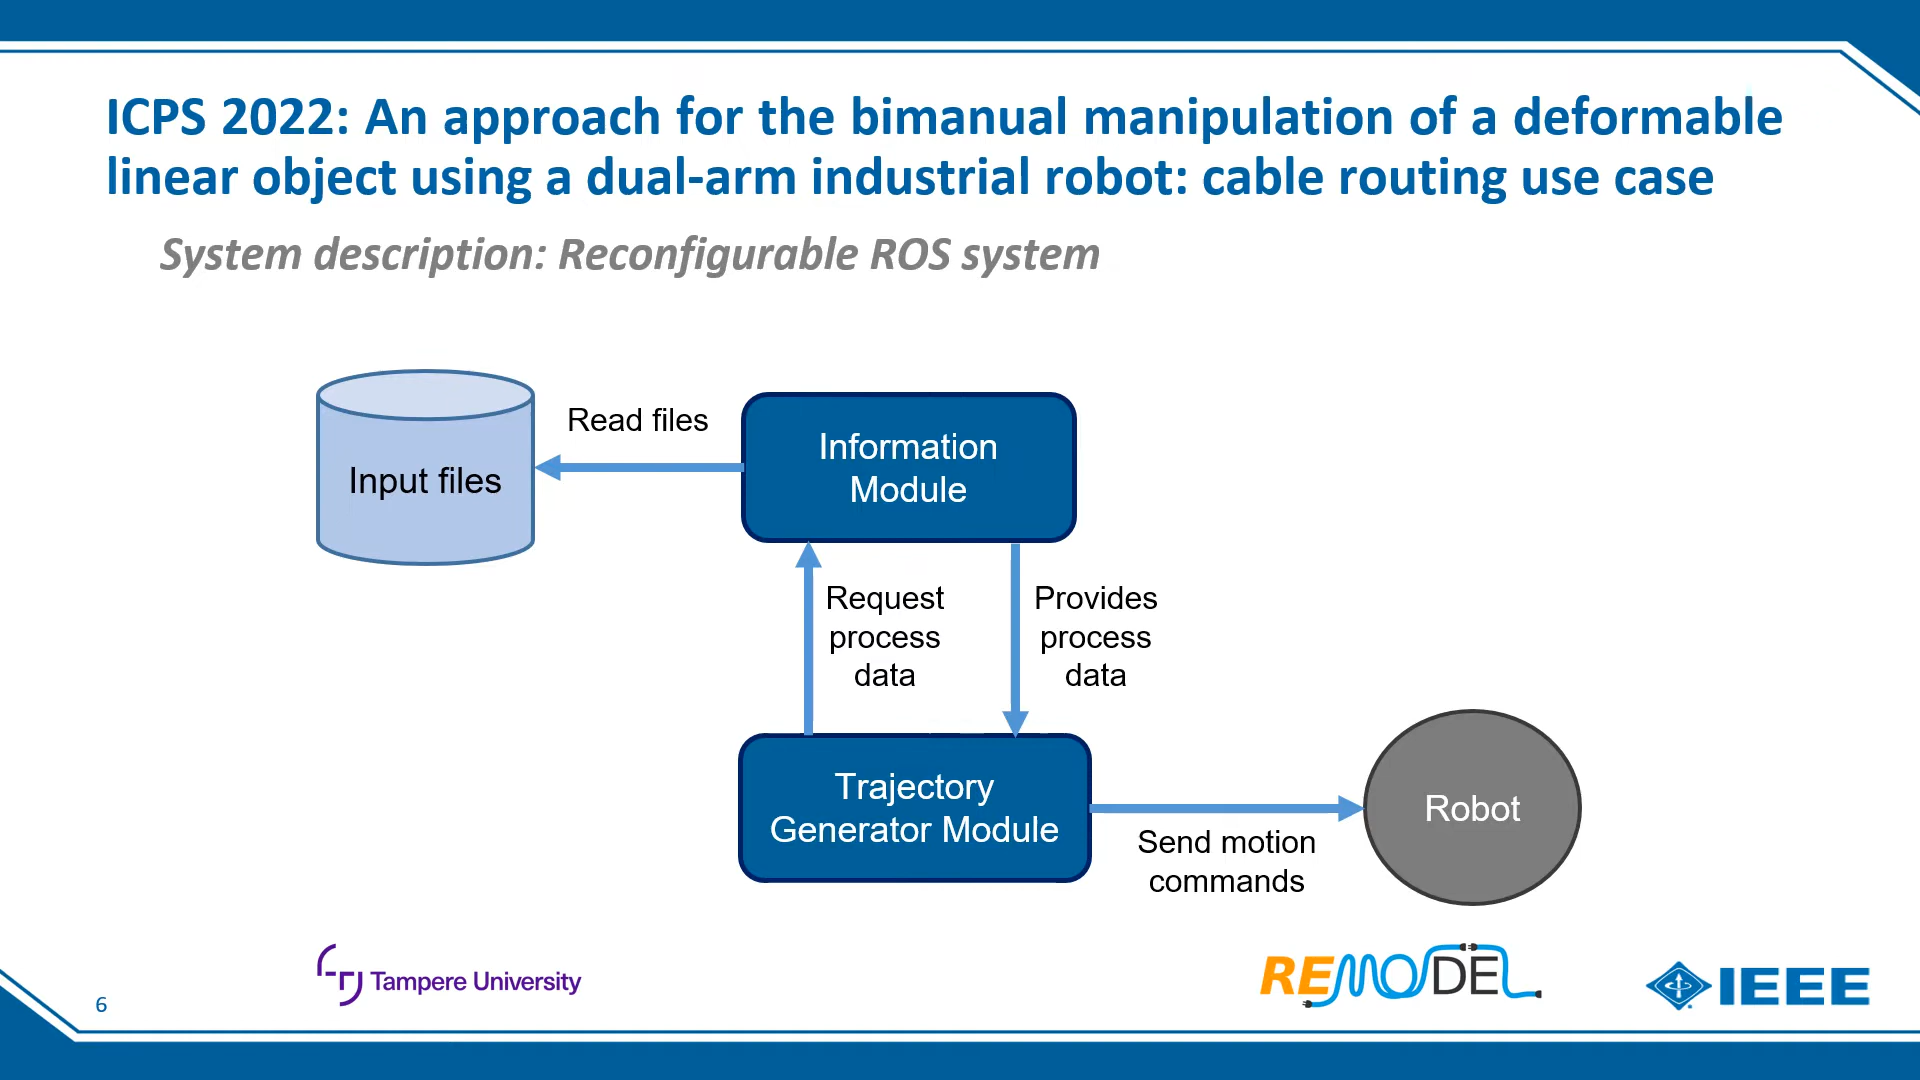 ICPS 2022: An approach for the bimanual manipulation of a deformable
linear object using a dual-arm industrial robot: cable routing use case
System description: Reconfigurable ROS system
Input files
Read files
Information
Module
Request
process
data
Provides
process
data
Trajectory
Generator Module
Send motion
commands
Robot
6
Tampere University
REMODEL
IEEE